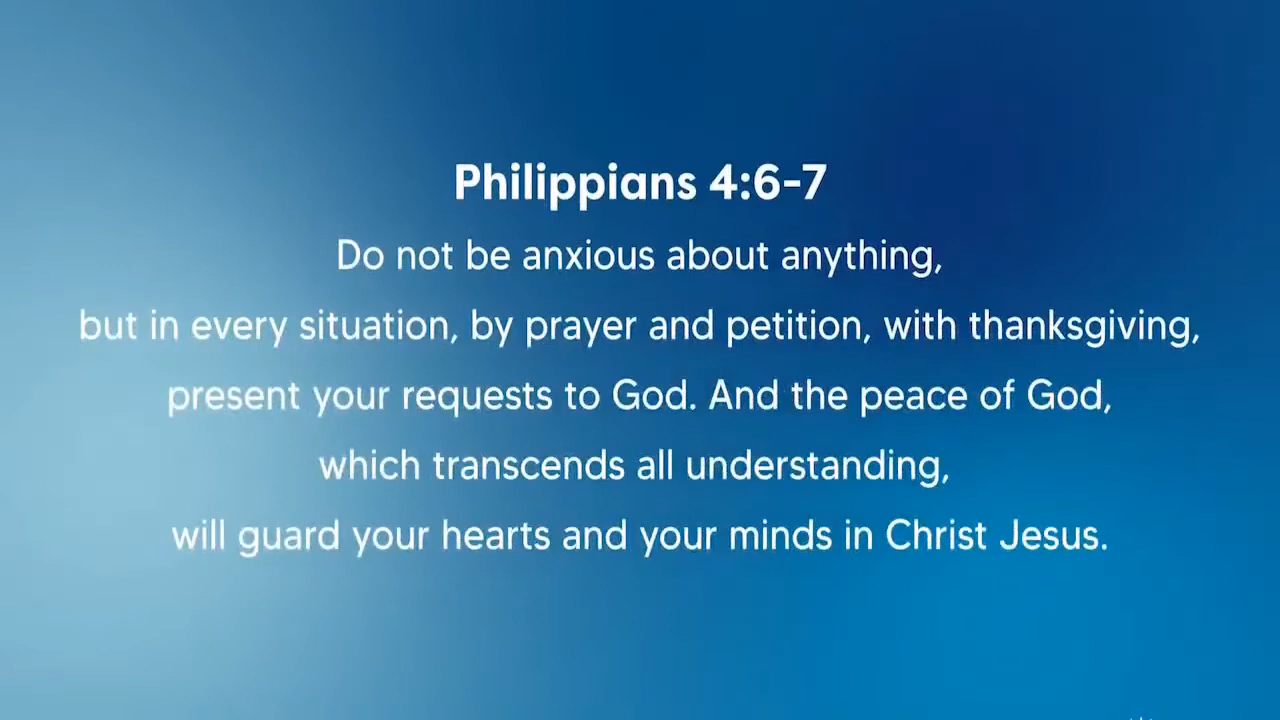 Philippians 4:6-7
Do not be anxious about anything,
but in every situation, by prayer and petition, with thanksgiving,
present your requests to God. And the peace of God,
which transcends all understanding,
will guard your hearts and your minds in Christ Jesus.